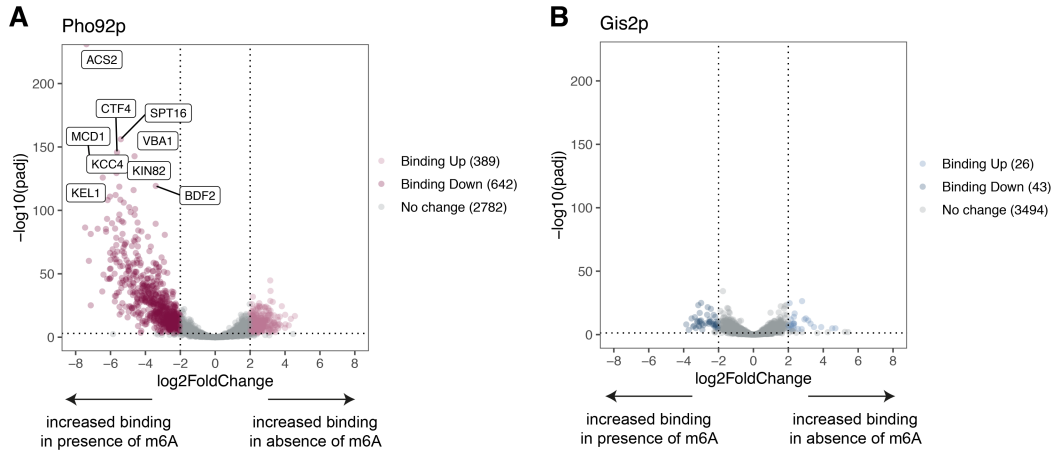 A
Pho92p
ACS2
CTF4
SPT16
MCD1
VBA1
KCC4
KIN82
KEL1
BDF2
200
150
100
50
0
−log10(padj)
−8 −6 −4 −2 0 2 4 6 8
log2FoldChange
increased binding
in presence of m6A
increased binding
in absence of m6A
Binding Up (389)
Binding Down (642)
No change (2782)
B
Gis2p
200
150
100
50
0
−log10(padj)
−8 −6 −4 −2 0 2 4 6 8
log2FoldChange
increased binding
in presence of m6A
increased binding
in absence of m6A
Binding Up (26)
Binding Down (43)
No change (3494)